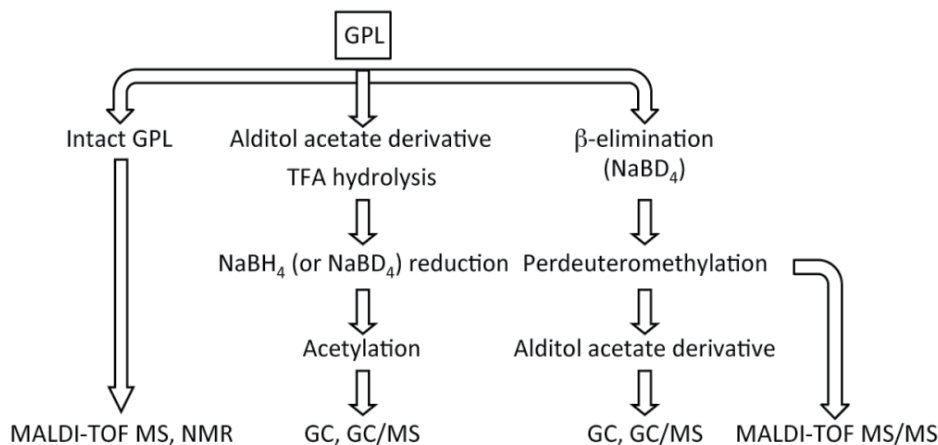 GPL
Intact GPL
Alditol acetate derivative
TFA hydrolysis
β-elimination
(NaBD₄)
NaBH₄ (or NaBD₄) reduction
Perdeuteromethylation
Acetylation
Alditol acetate derivative
MALDI-TOF MS, NMR
GC, GC/MS
GC, GC/MS
MALDI-TOF MS/MS